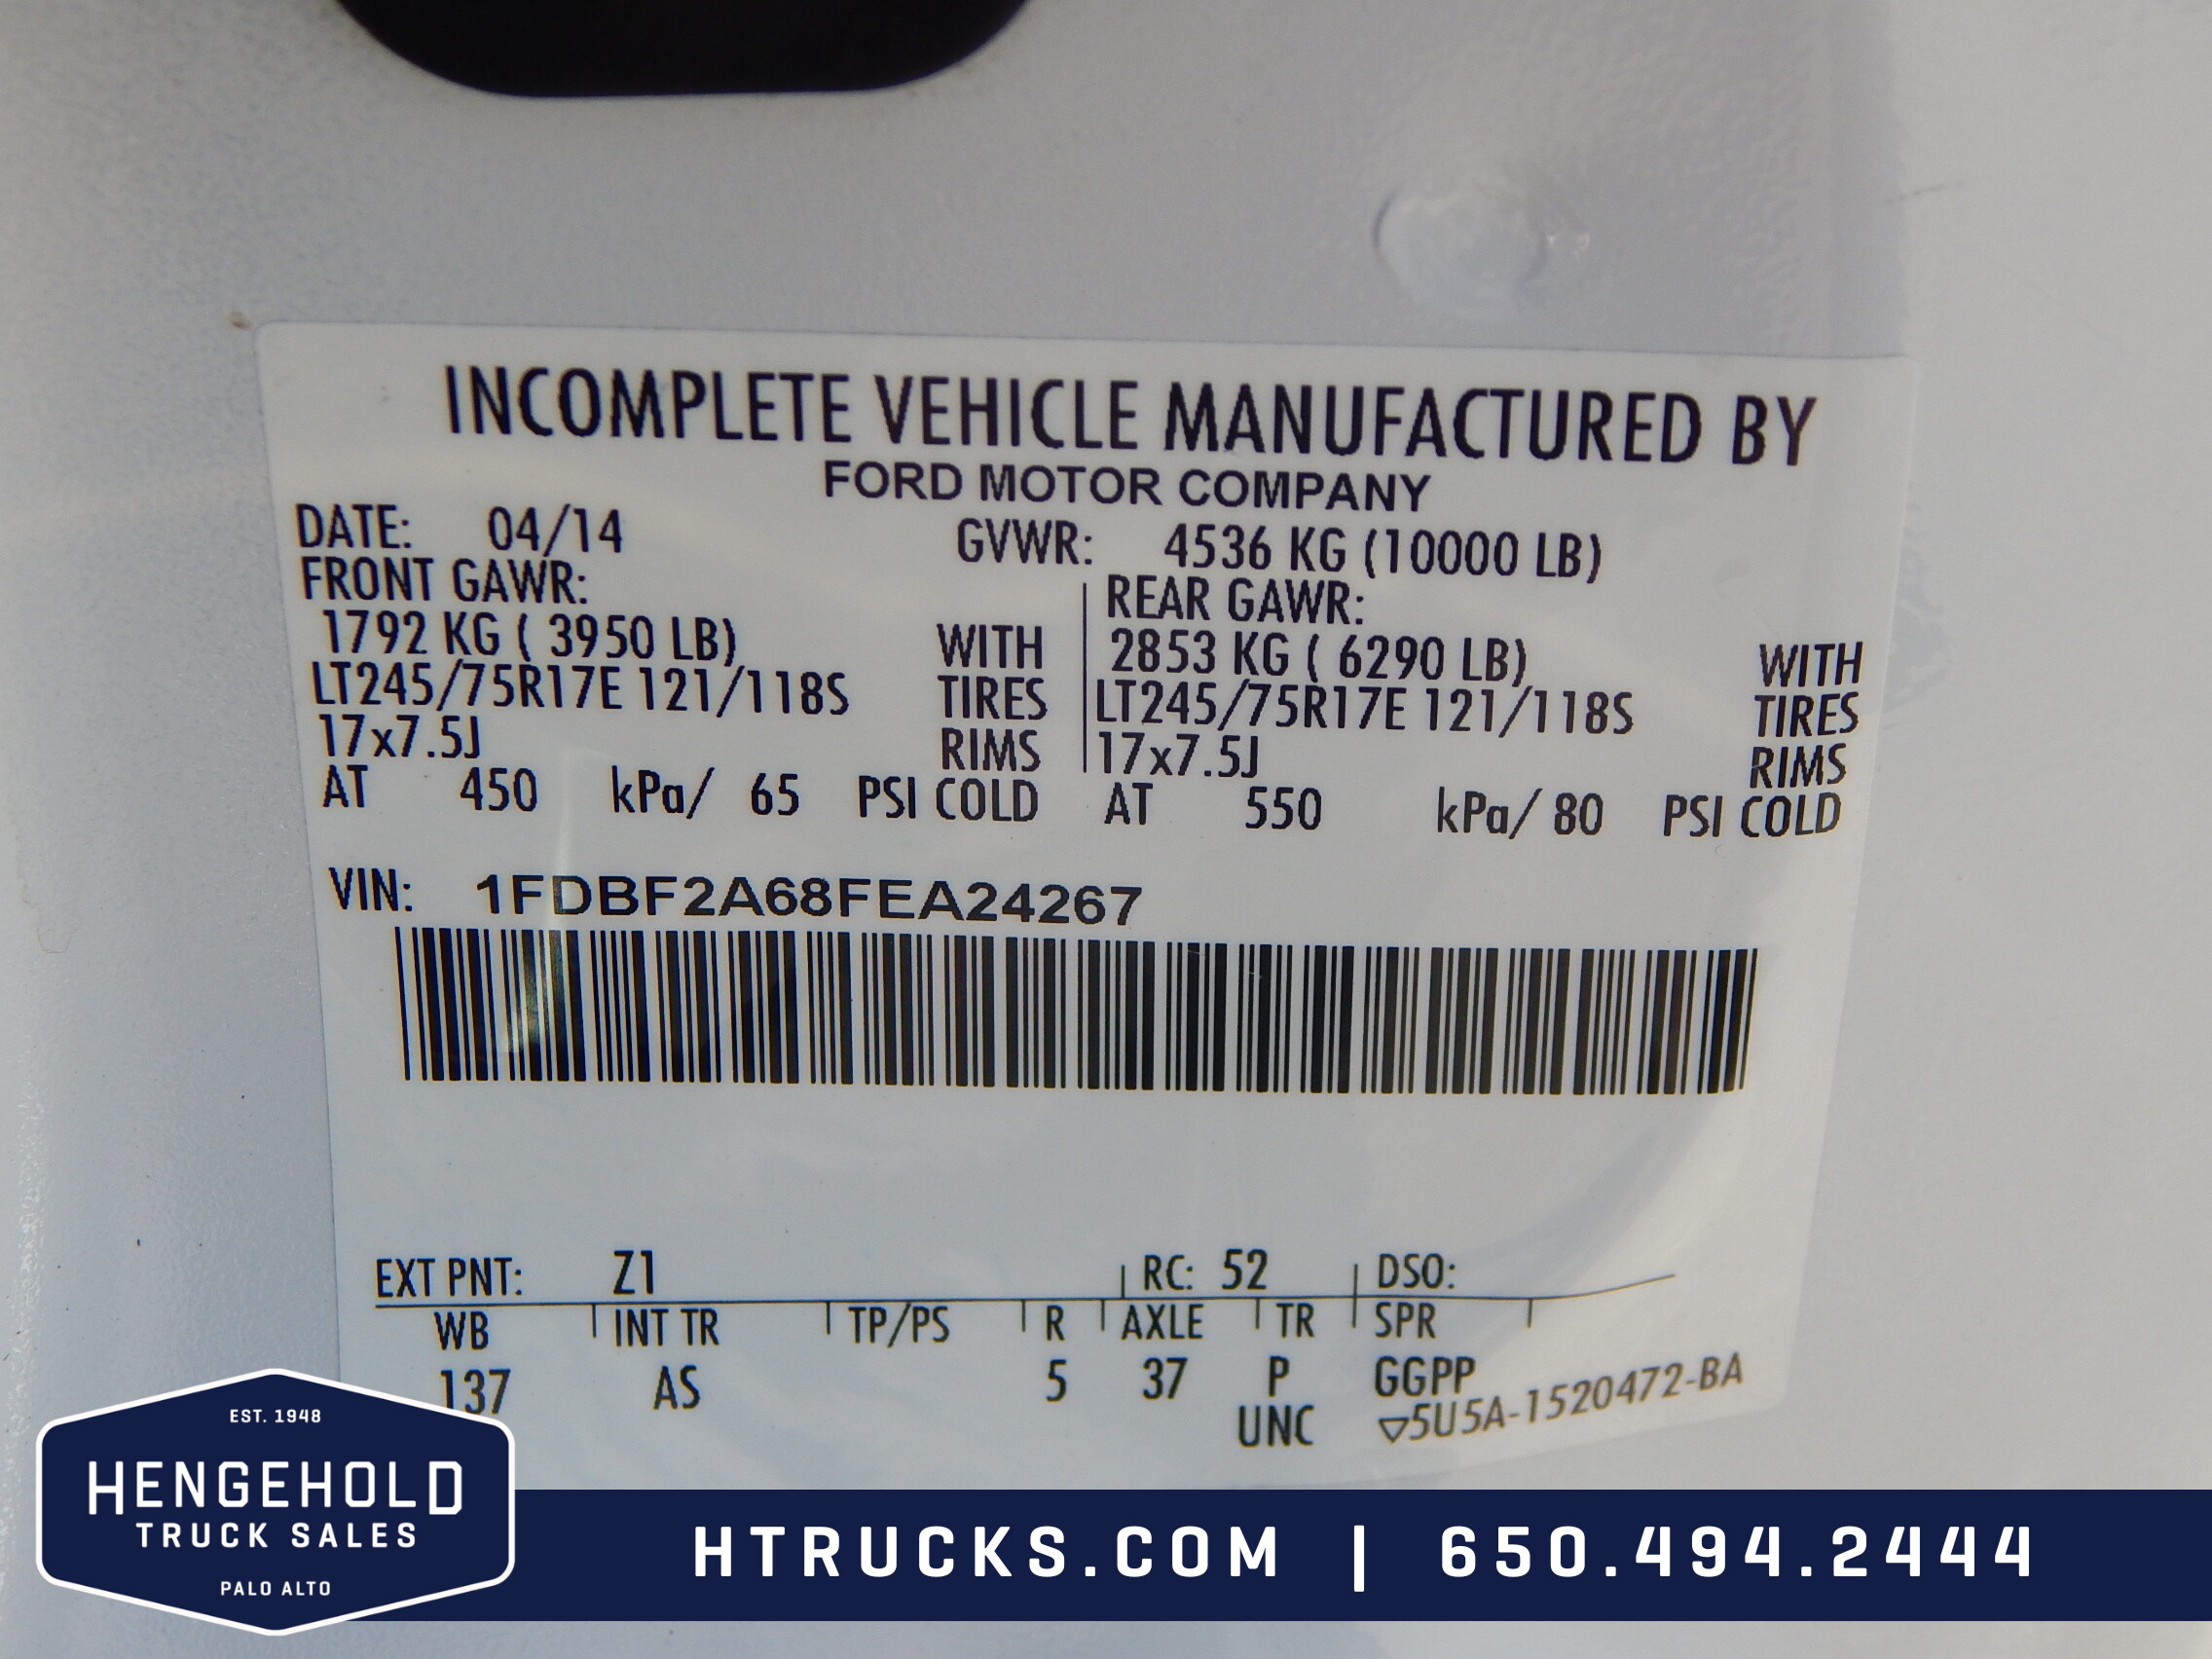 INCOMPLETE VEHICLE MANUFACTURED BY
FORD MOTOR COMPANY
DATE: 04/14 GVWR: 4536 KG (10000 LB)
FRONT GAWR: REAR GAWR:
1792 KG ( 3950 LB) WITH 2853 KG ( 6290 LB) WITH
LT245/75R17E 121/118S TIRES LT245/75R17E 121/118S TIRES
17x7.5J RIMS 17x7.5J RIMS
AT 450 kPa/ 65 PSI COLD AT 550 kPa/ 80 PSI COLD
VIN: 1FDBF2A68FEA24267
EXT PNT: Z1 RC: 52 DSO:
WB INT TR TP/PS R AXLE TR SPR
137 AS 5 37 P GGPP
UNC ▽5U5A-1520472-BA
EST. 1948
HENGEHOLD
TRUCK SALES
PALO ALTO
HTRUCKS.COM | 650.494.2444